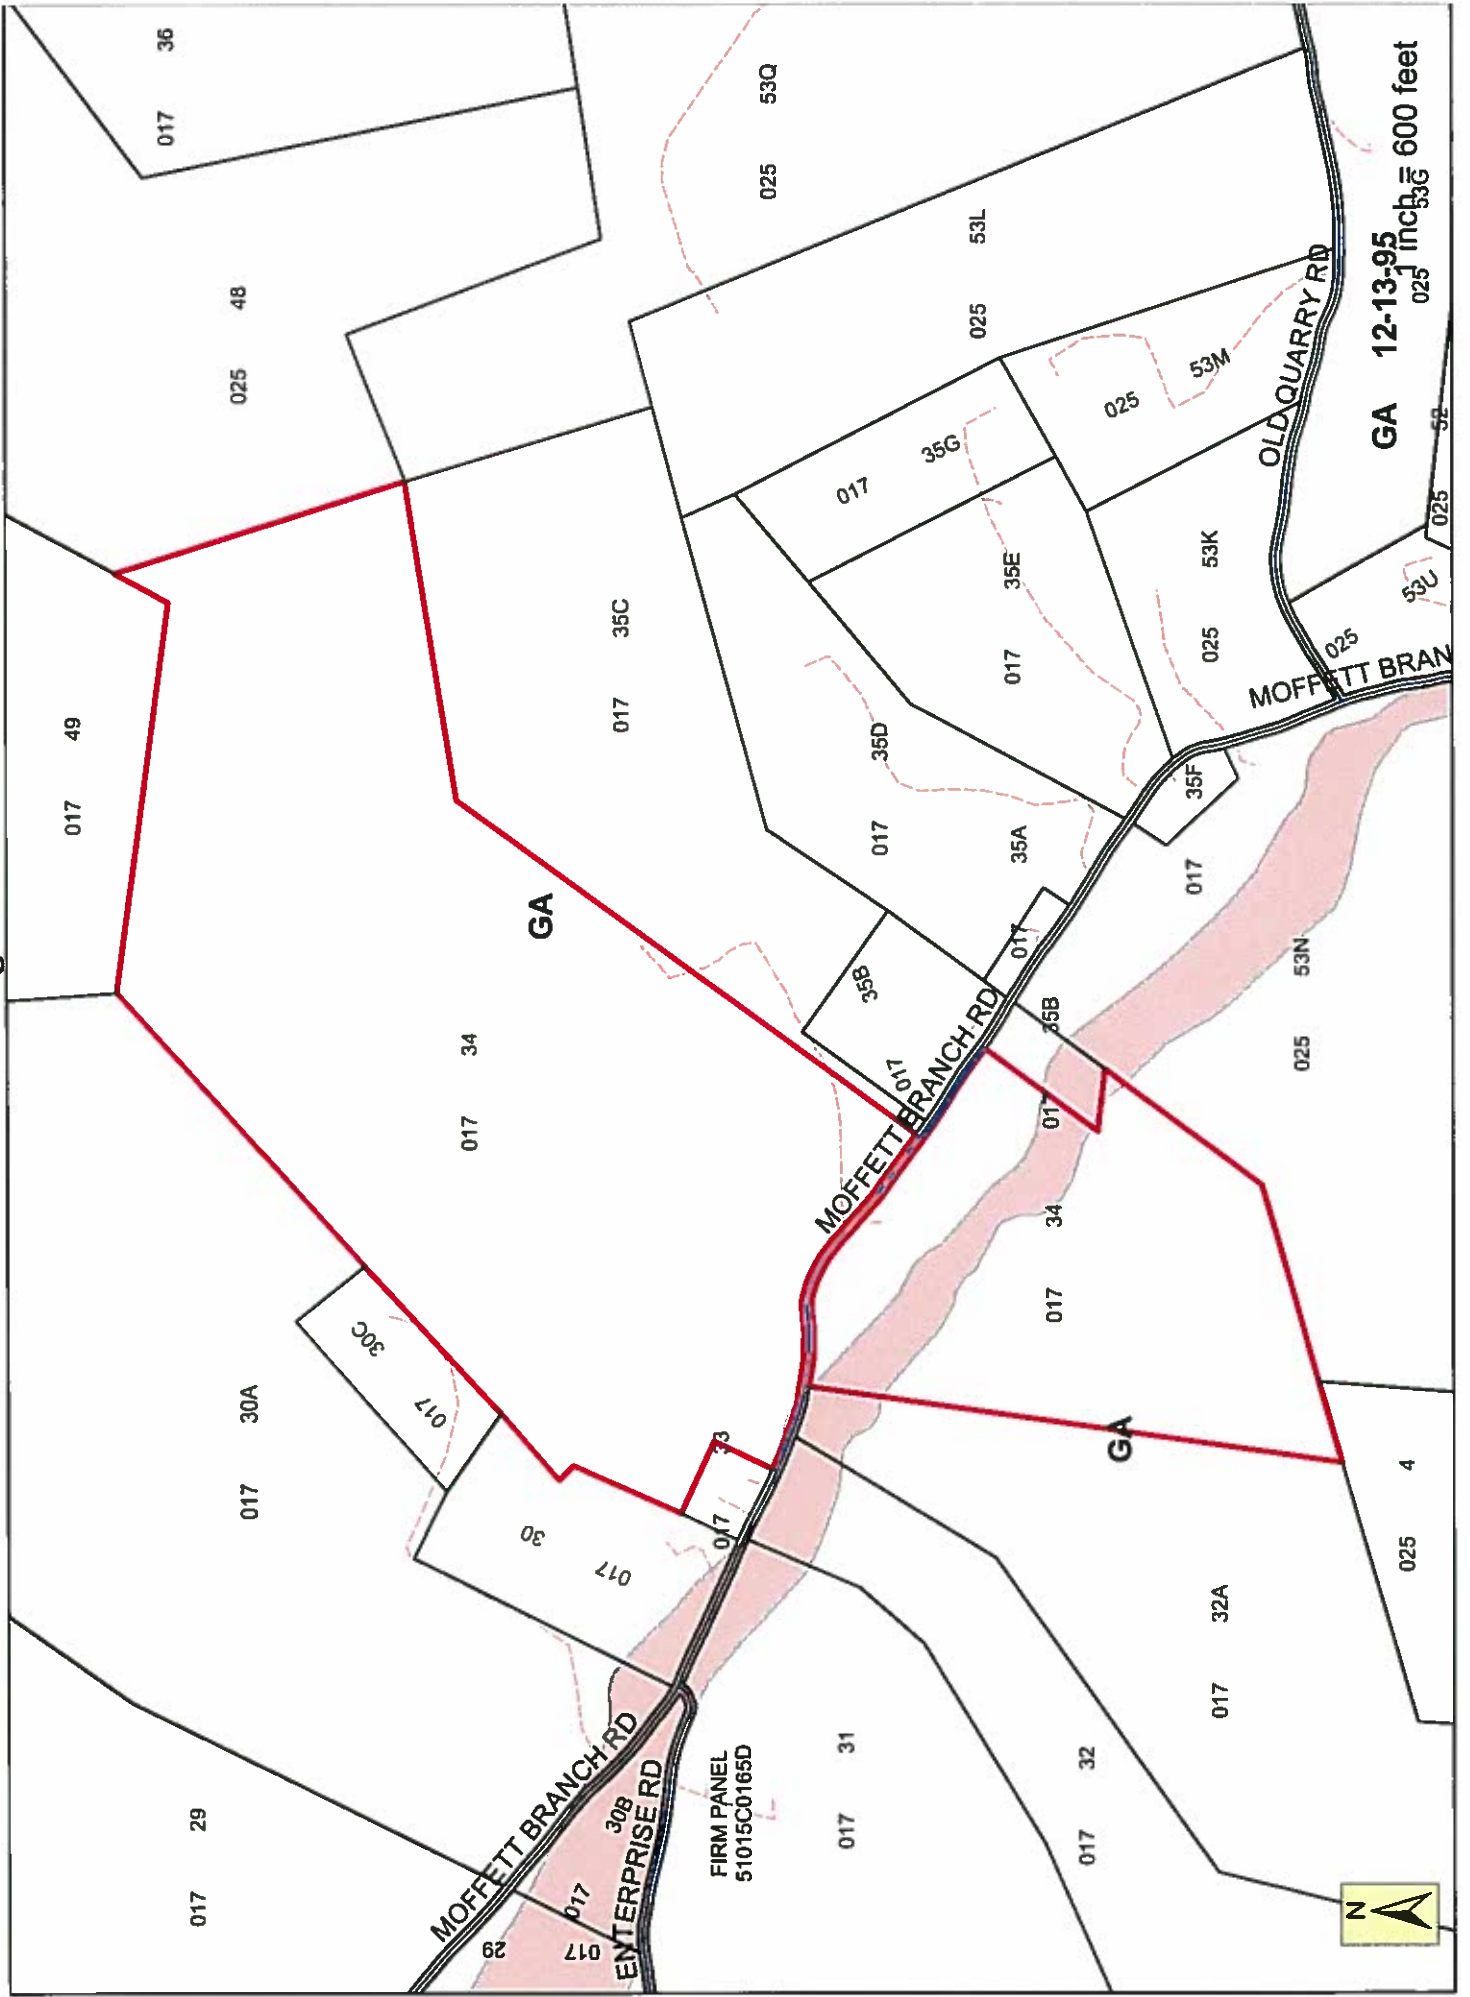 017 49
017 36
017 29
025 48
017 30A
017 30C
017 34
017 29
MOFFETT BRANCH RD
017 30
GA
017 30B
017 35C
ENTERPRISE RD
017 33
FIRM PANEL
51015C0165D
025 53Q
017 31
017 35G
017 35B
017 35D
MOFFETT BRANCH RD
025 53L
017 35E
017 35A
017 34
01 35B
017 32
GA
025 53M
017 35F
025 53K
017 32A
OLD QUARRY RD
025 53N
MOFFETT BRAN
N
025 53U
GA 12-13-95
1 inch = 600 feet
025 4
025 53G
025 52